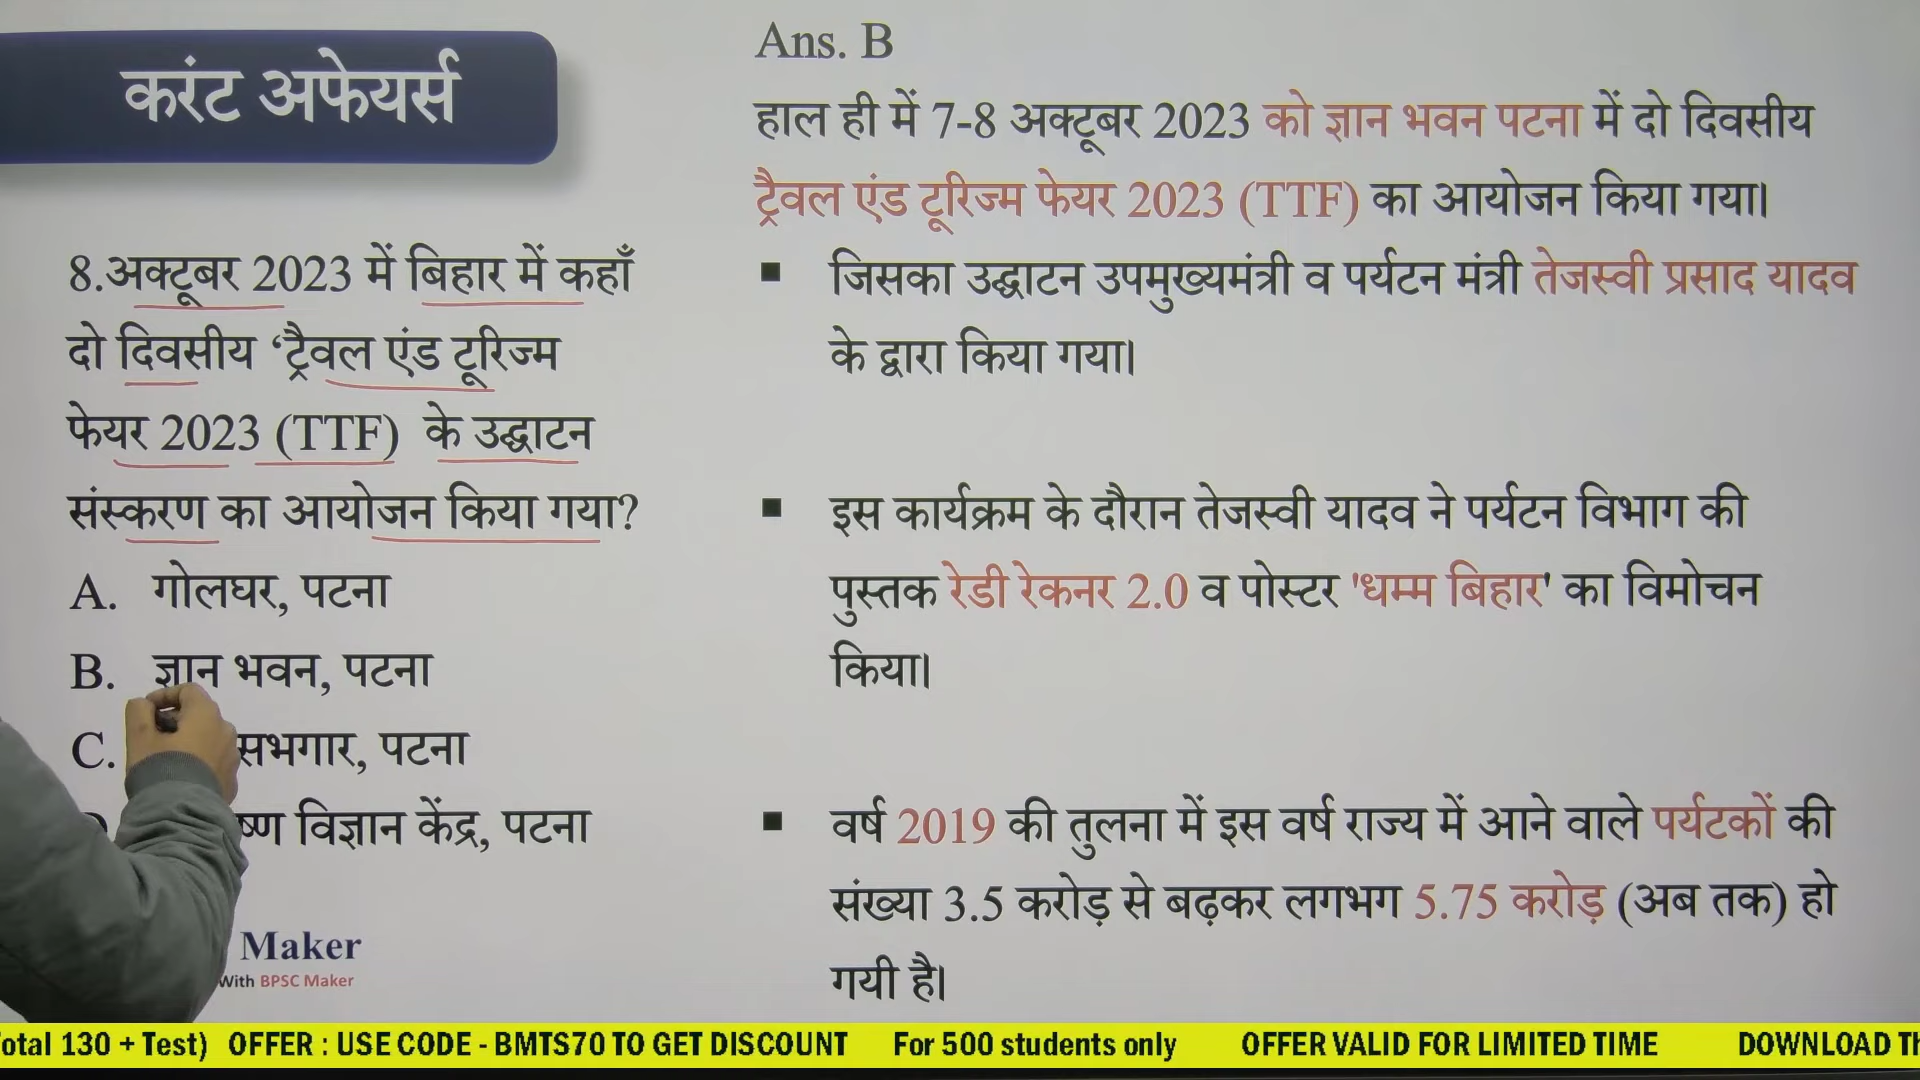 करंट अफेयर्स
8.अक्टूबर 2023 में बिहार में कहाँ
दो दिवसीय ‘ट्रैवल एंड टूरिज्म
फेयर 2023 (TTF) के उद्घाटन
संस्करण का आयोजन किया गया?
A. गोलघर, पटना
B. ज्ञान भवन, पटना
C. सभगार, पटना
विज्ञान केंद्र, पटना
Maker
With BPSC Maker
Ans. B
हाल ही में 7-8 अक्टूबर 2023 को ज्ञान भवन पटना में दो दिवसीय
ट्रैवल एंड टूरिज्म फेयर 2023 (TTF) का आयोजन किया गया।
▪ जिसका उद्घाटन उपमुख्यमंत्री व पर्यटन मंत्री तेजस्वी प्रसाद यादव
के द्वारा किया गया।
▪ इस कार्यक्रम के दौरान तेजस्वी यादव ने पर्यटन विभाग की
पुस्तक रेडी रेकनर 2.0 व पोस्टर 'धम्म बिहार' का विमोचन
किया।
▪ वर्ष 2019 की तुलना में इस वर्ष राज्य में आने वाले पर्यटकों की
संख्या 3.5 करोड़ से बढ़कर लगभग 5.75 करोड़ (अब तक) हो
गयी है।
130 + Test) OFFER : USE CODE - BMTS70 TO GET DISCOUNT For 500 students only OFFER VALID FOR LIMITED TIME DOWNLOAD